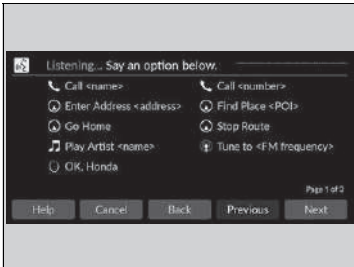 Listening... Say an option below.
Call <name>
Call <number>
Enter Address <address>
Find Place <POI>
Go Home
Stop Route
Play Artist <name>
Tune to <FM frequency>
OK, Honda
Page 1 of 2
Help Cancel Back Previous Next